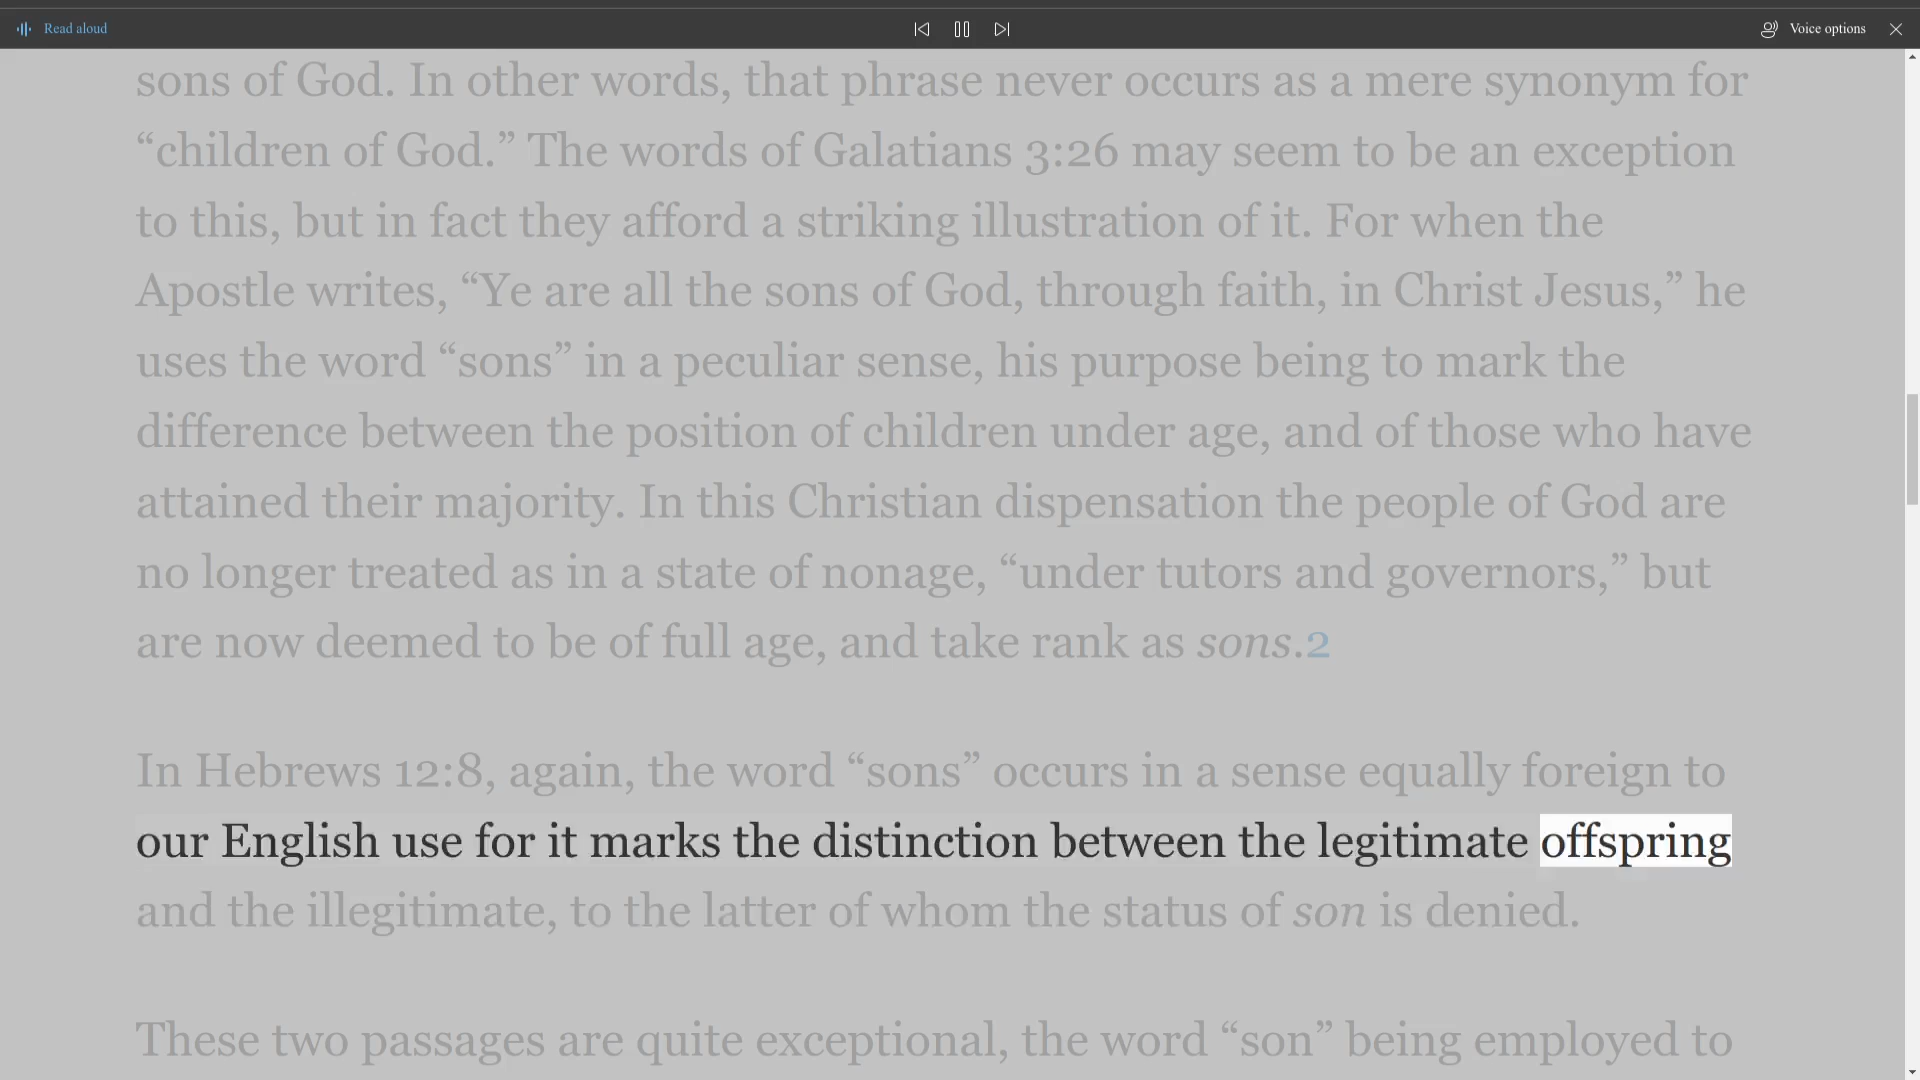 Read aloud
Voice options
sons of God. In other words, that phrase never occurs as a mere synonym for
“children of God.” The words of Galatians 3:26 may seem to be an exception
to this, but in fact they afford a striking illustration of it. For when the
Apostle writes, “Ye are all the sons of God, through faith, in Christ Jesus,” he
uses the word “sons” in a peculiar sense, his purpose being to mark the
difference between the position of children under age, and of those who have
attained their majority. In this Christian dispensation the people of God are
no longer treated as in a state of nonage, “under tutors and governors,” but
are now deemed to be of full age, and take rank as sons.2
In Hebrews 12:8, again, the word “sons” occurs in a sense equally foreign to
our English use for it marks the distinction between the legitimate offspring
and the illegitimate, to the latter of whom the status of son is denied.
These two passages are quite exceptional, the word “son” being employed to